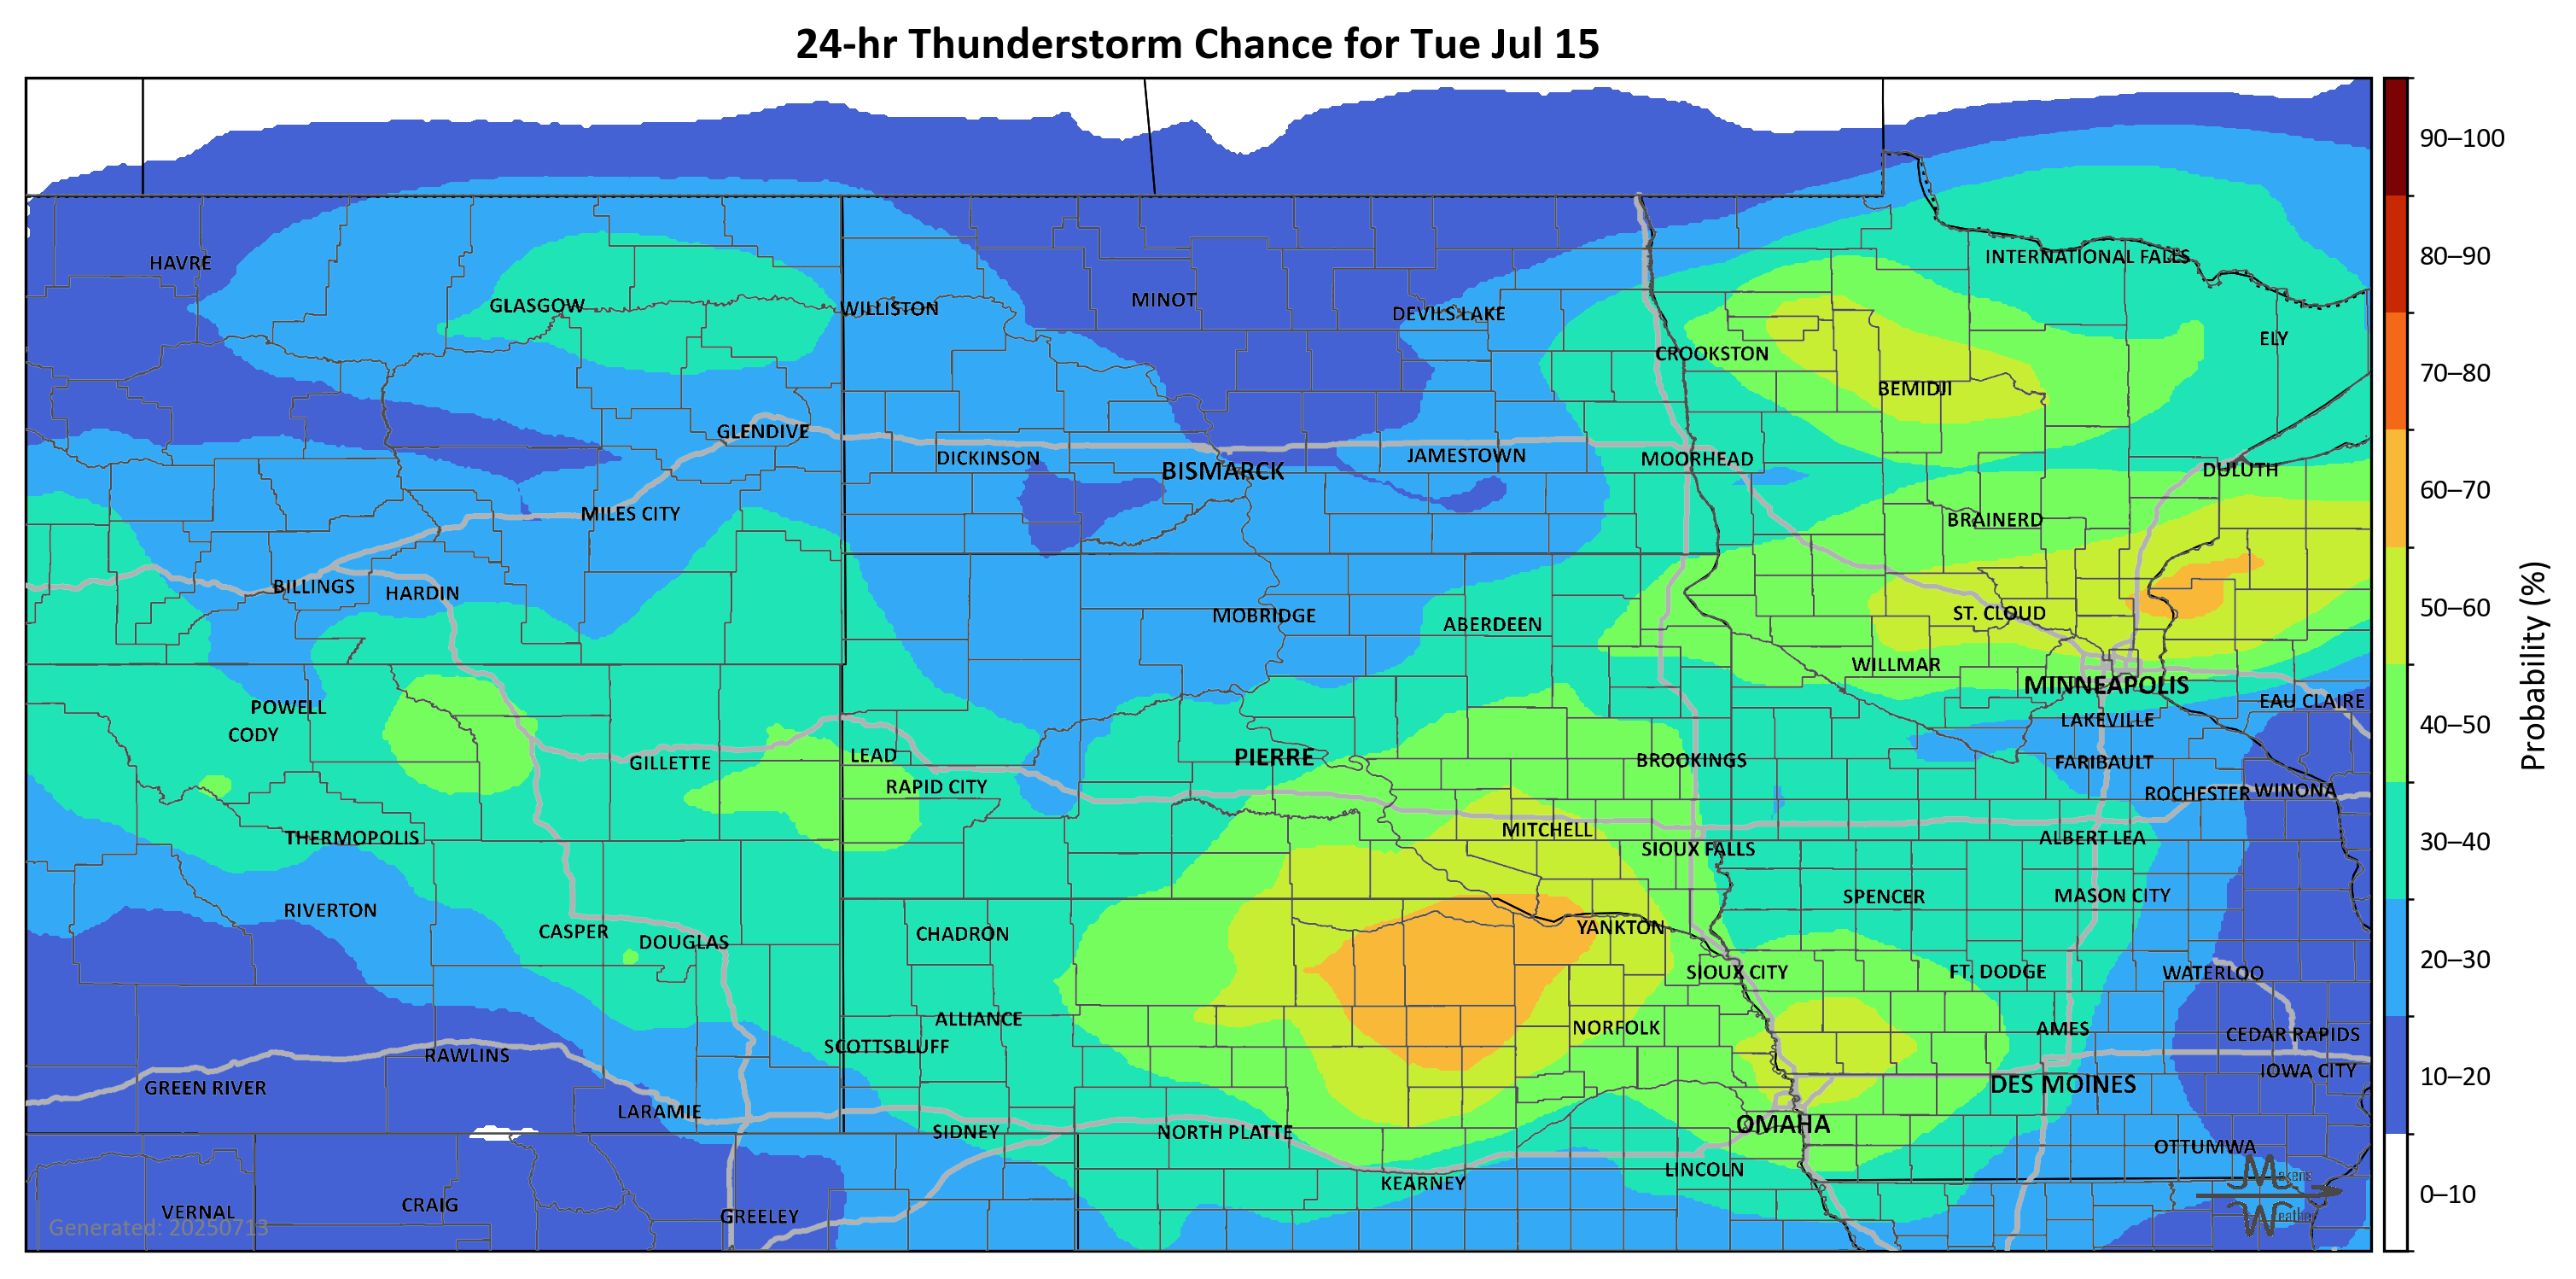 24-hr Thunderstorm Chance for Tue Jul 15
90–100
80–90
70–80
60–70
50–60
40–50
30–40
20–30
10–20
0–10
Probability (%)
HAVRE
GLASGOW
WILLISTON
MINOT
DEVILS LAKE
CROOKSTON
INTERNATIONAL FALLS
ELY
BEMIDJI
GLENDIVE
DICKINSON
BISMARCK
JAMESTOWN
MOORHEAD
DULUTH
MILES CITY
BRAINERD
BILLINGS
HARDIN
MOBRIDGE
ABERDEEN
ST. CLOUD
WILLMAR
MINNEAPOLIS
EAU CLAIRE
POWELL
CODY
LAKEVILLE
GILLETTE
LEAD
PIERRE
BROOKINGS
FARIBAULT
RAPID CITY
ROCHESTER
WINONA
THERMOPOLIS
MITCHELL
SIOUX FALLS
ALBERT LEA
RIVERTON
SPENCER
MASON CITY
CASPER
DOUGLAS
CHADRON
YANKTON
SIOUX CITY
FT. DODGE
WATERLOO
ALLIANCE
NORFOLK
AMES
CEDAR RAPIDS
SCOTTSBLUFF
RAWLINS
GREEN RIVER
DES MOINES
IOWA CITY
LARAMIE
SIDNEY
NORTH PLATTE
OMAHA
OTTUMWA
LINCOLN
KEARNEY
VERNAL
CRAIG
GREELEY
Generated: 20250713
Makens
Weather